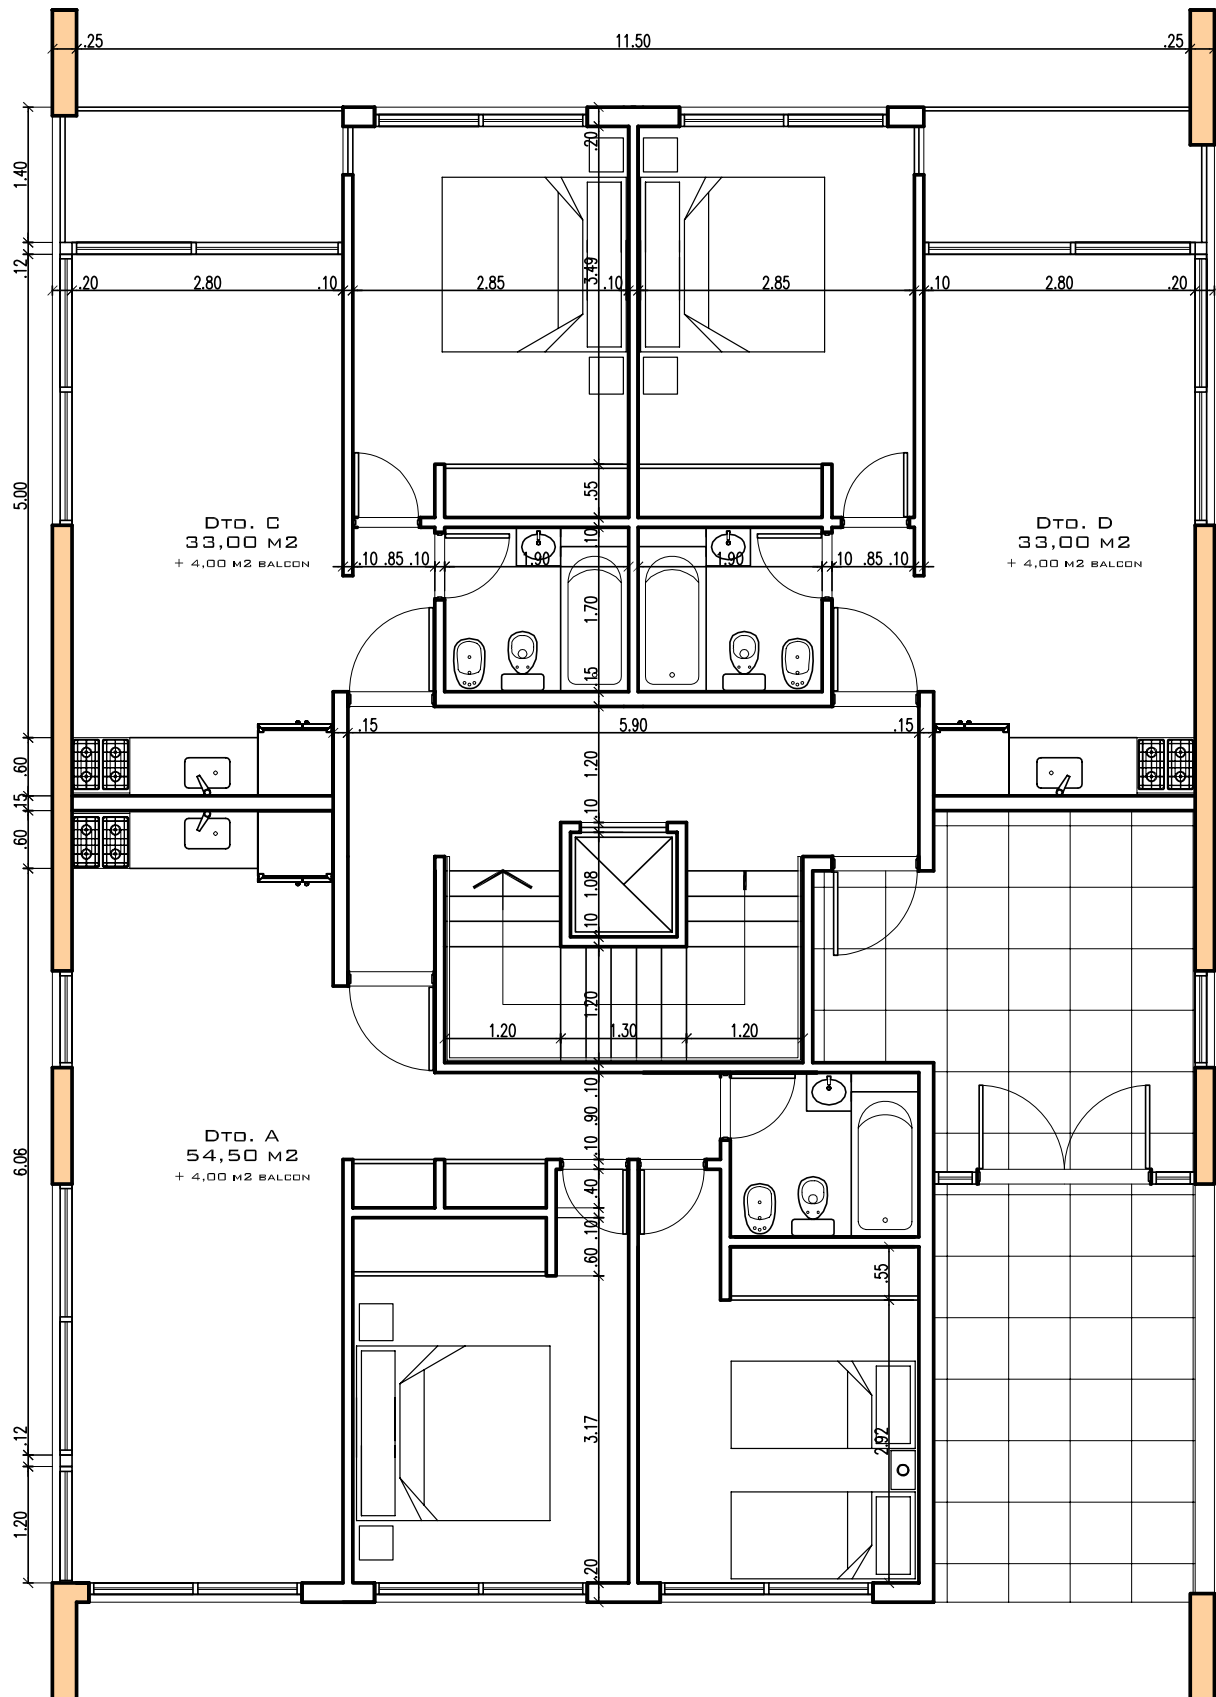 .25 11.50 .25
.20
1.40
.12
3.49
.20 2.80 .10 2.85 .10 2.85 .10 2.80 .20
5.00
.55
DTO. C
33,00 M2
+ 4,00 M2 BALCON
DTO. D
33,00 M2
+ 4,00 M2 BALCON
.10
.10 .85 .10 1.90 1.90 .10 .85 .10
1.70
.15
.15 5.90 .15
.60
1.20
.15
.10
.60
1.08
.10
1.20
1.20 1.30 1.20
.10
.90
DTO. A
54,50 M2
+ 4,00 M2 BALCON
6.06
.10
.40
.10
.60
.55
3.17
2.92
.12
1.20
.20